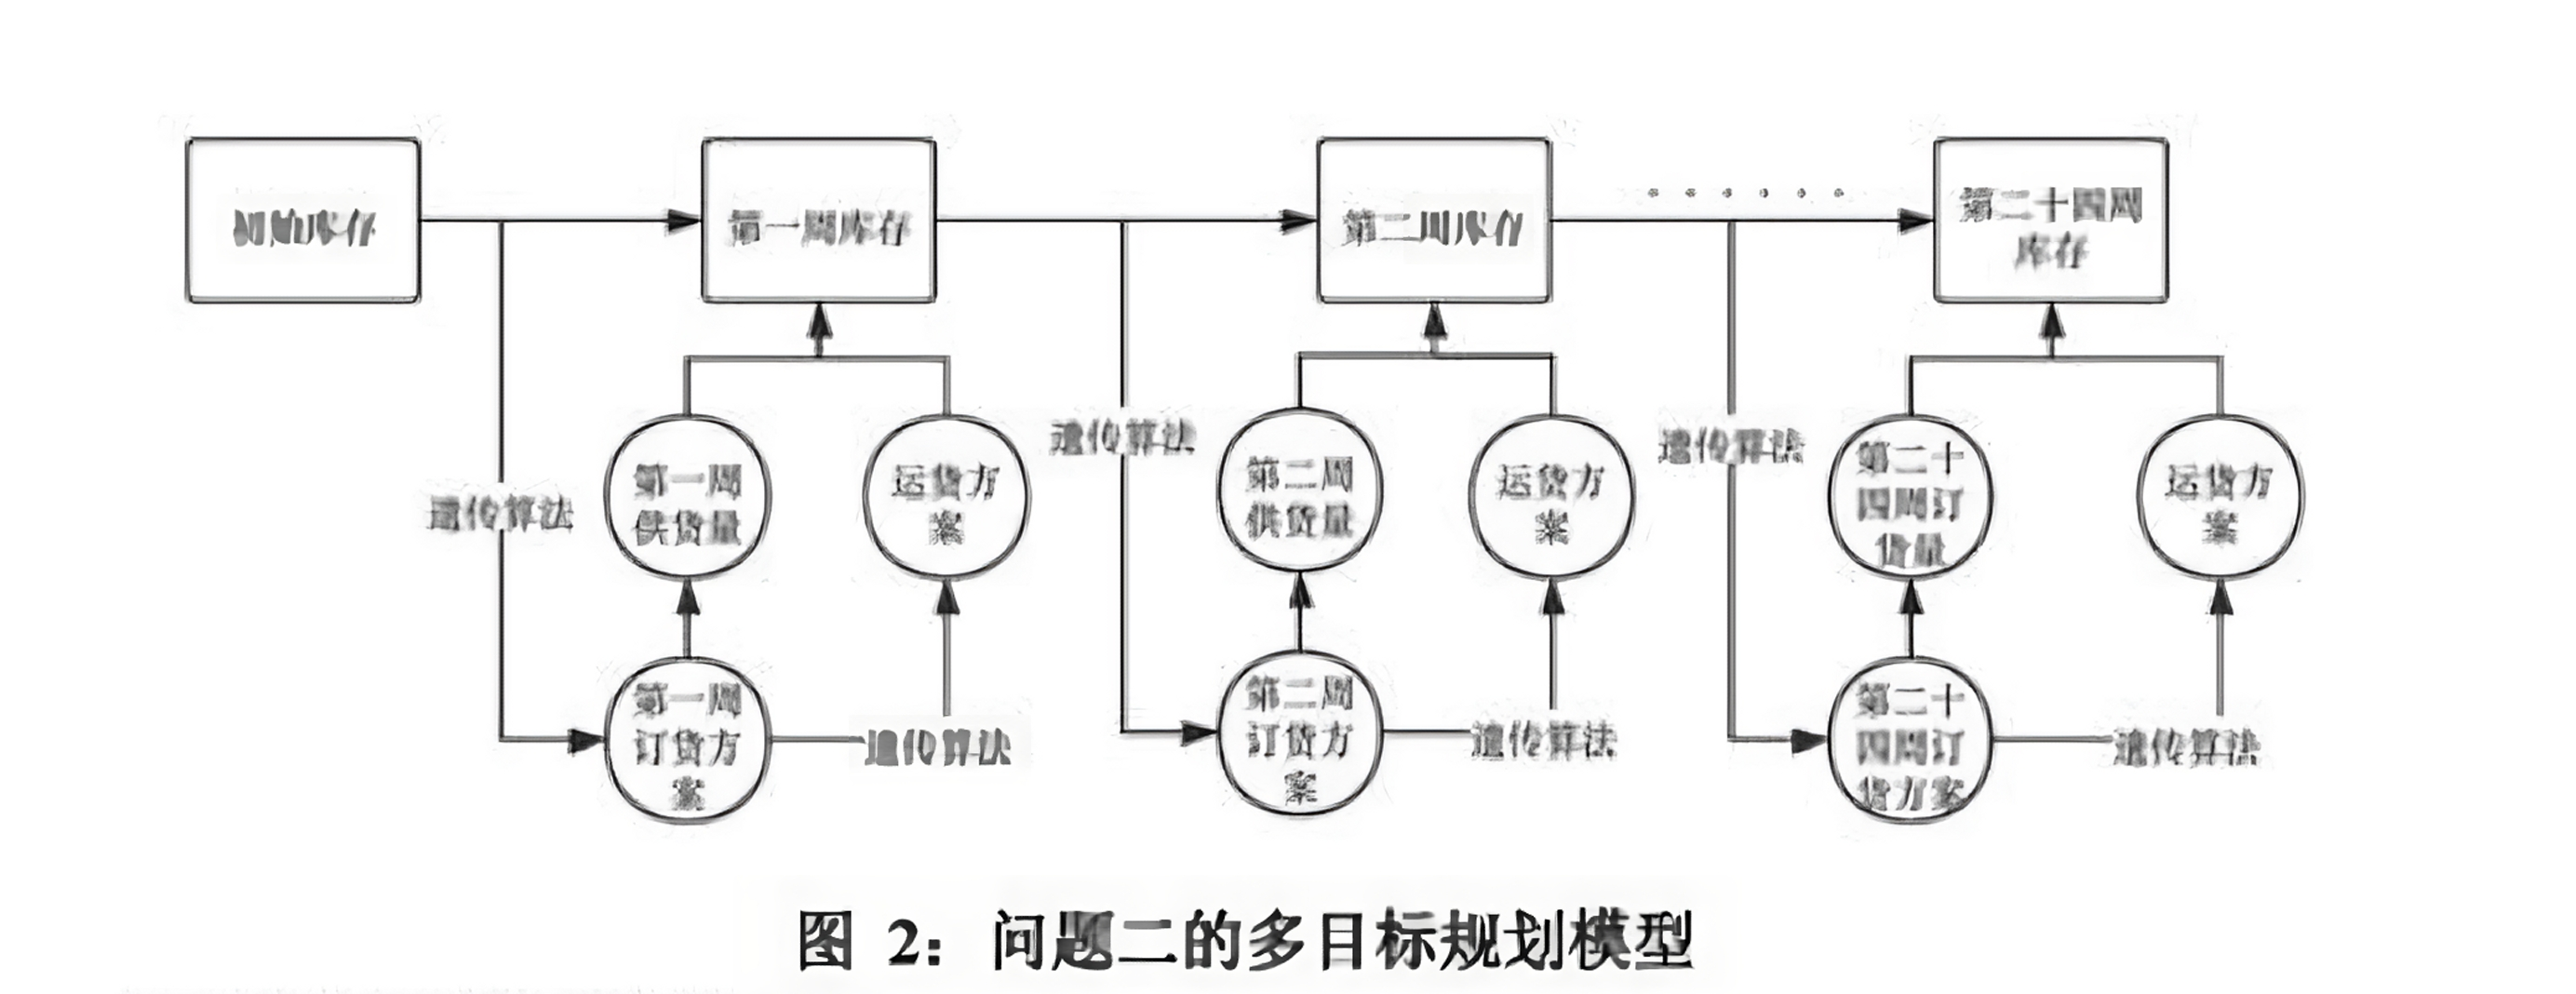 初始库存
第一周库存
第二周库存
第二十四周
库存
遗传算法
第一周
供货量
运货方
案
遗传算法
第二周
供货量
运货方
案
遗传算法
第二十
四周订
货量
运货方
案
第一周
订货方
案
遗传算法
第二周
订货方
案
遗传算法
第二十
四周订
货方案
遗传算法
图 2: 问题二的多目标规划模型